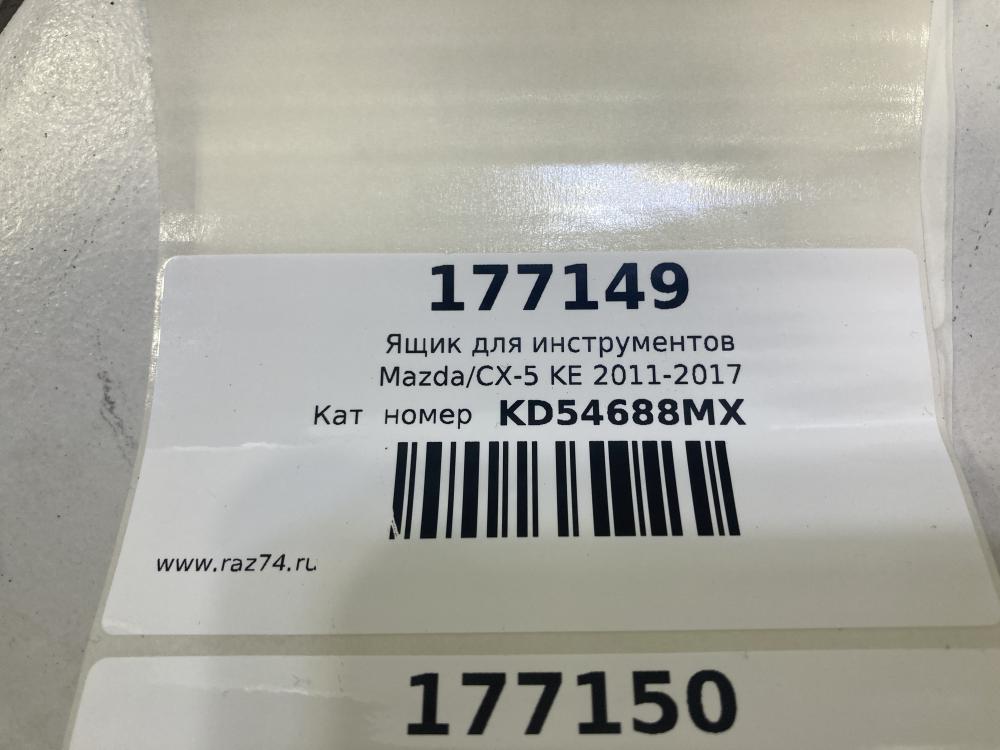 177149
Ящик для инструментов
Mazda/CX-5 KE 2011-2017
Кат номер KD54688MX
www.raz74.ru
177150